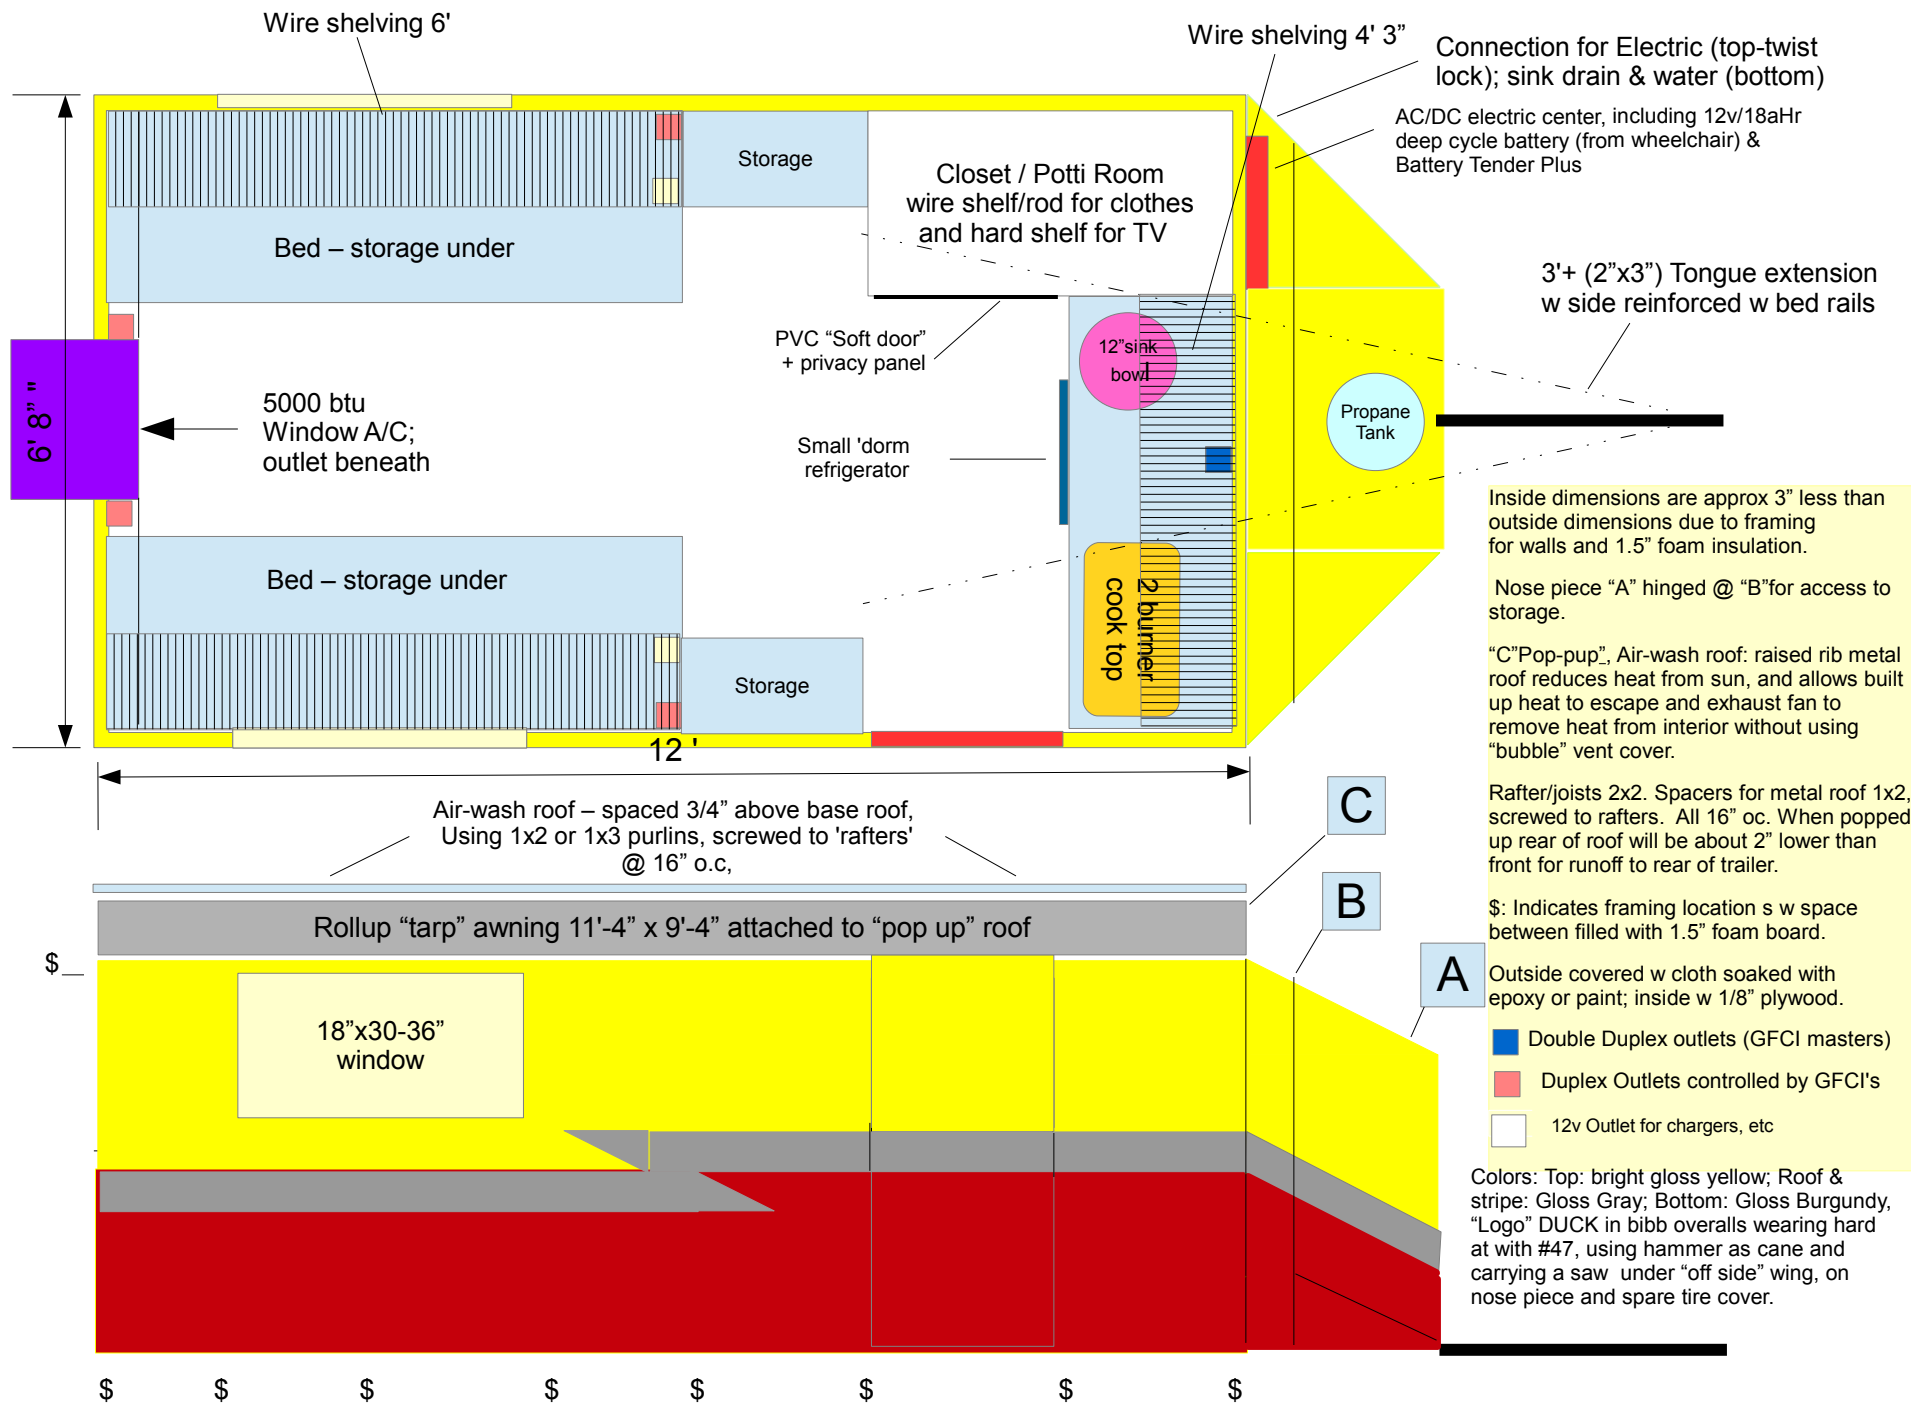 Wire shelving 6'
Wire shelving 4' 3”
Connection for Electric (top-twist
lock); sink drain & water (bottom)
AC/DC electric center, including 12v/18aHr
deep cycle battery (from wheelchair) &
Battery Tender Plus
Storage
Closet / Potti Room
wire shelf/rod for clothes
and hard shelf for TV
Bed – storage under
3'+ (2”x3”) Tongue extension
w side reinforced w bed rails
PVC “Soft door”
+ privacy panel
12”sink
bowl
6' 8” "
5000 btu
Window A/C;
outlet beneath
Propane
Tank
Small 'dorm
refrigerator
2 burner
cook top
Bed – storage under
Storage
12 '
Inside dimensions are approx 3” less than
outside dimensions due to framing
for walls and 1.5” foam insulation.
Nose piece “A” hinged @ “B”for access to
storage.
“C”Pop-pup”, Air-wash roof: raised rib metal
roof reduces heat from sun, and allows built
up heat to escape and exhaust fan to
remove heat from interior without using
“bubble” vent cover.
Rafter/joists 2x2. Spacers for metal roof 1x2,
screwed to rafters.  All 16” oc. When popped
up rear of roof will be about 2” lower than
front for runoff to rear of trailer.
$: Indicates framing location s w space
between filled with 1.5” foam board.
Outside covered w cloth soaked with
epoxy or paint; inside w 1/8” plywood.
Double Duplex outlets (GFCI masters)
Duplex Outlets controlled by GFCI's
12v Outlet for chargers, etc
Colors: Top: bright gloss yellow; Roof &
stripe: Gloss Gray; Bottom: Gloss Burgundy,
“Logo” DUCK in bibb overalls wearing hard
at with #47, using hammer as cane and
carrying a saw  under “off side” wing, on
nose piece and spare tire cover.
Air-wash roof – spaced 3/4” above base roof,
Using 1x2 or 1x3 purlins, screwed to 'rafters'
@ 16” o.c,
C
B
A
Rollup “tarp” awning 11'-4” x 9'-4” attached to “pop up” roof
$
18”x30-36”
window
$ $ $ $ $ $ $ $